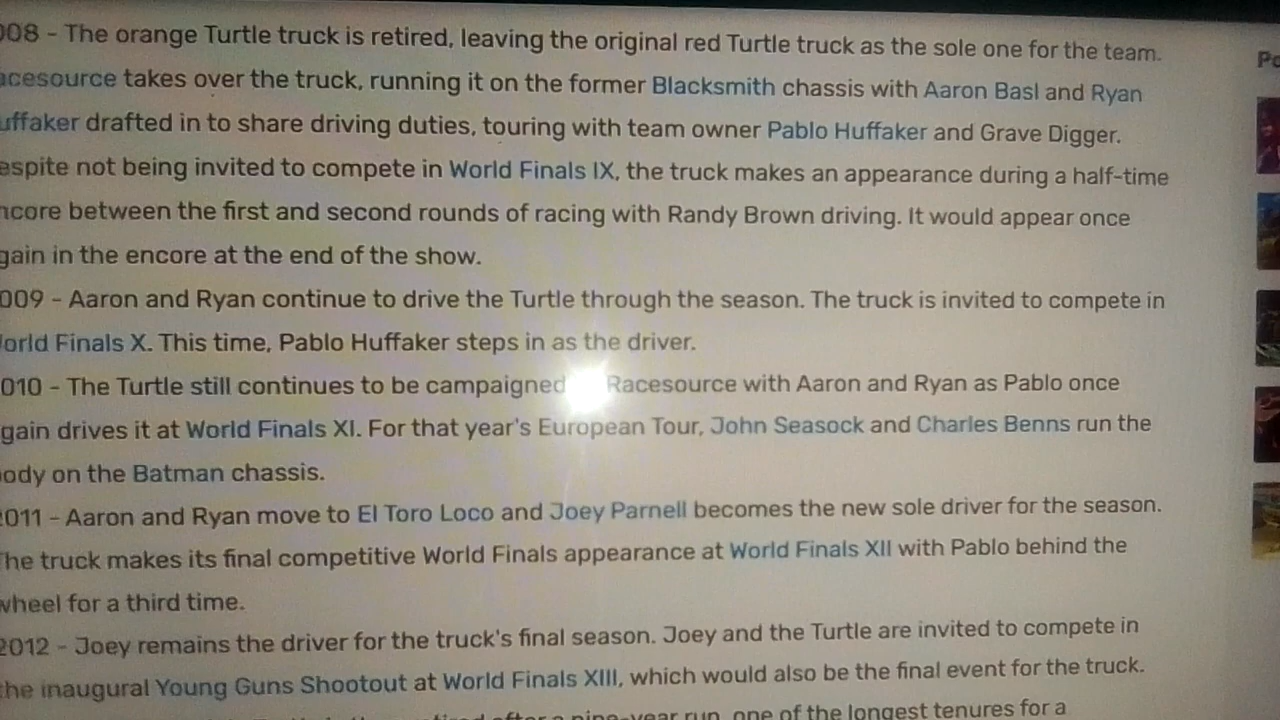 008 - The orange Turtle truck is retired, leaving the original red Turtle truck as the sole one for the team.
acesource takes over the truck, running it on the former Blacksmith chassis with Aaron Basl and Ryan
uffaker drafted in to share driving duties, touring with team owner Pablo Huffaker and Grave Digger.
espite not being invited to compete in World Finals IX, the truck makes an appearance during a half-time
ncore between the first and second rounds of racing with Randy Brown driving. It would appear once
gain in the encore at the end of the show.
009 - Aaron and Ryan continue to drive the Turtle through the season. The truck is invited to compete in
orld Finals X. This time, Pablo Huffaker steps in as the driver.
010 - The Turtle still continues to be campaigned Racesource with Aaron and Ryan as Pablo once
gain drives it at World Finals XI. For that year's European Tour, John Seasock and Charles Benns run the
ody on the Batman chassis.
2011 - Aaron and Ryan move to El Toro Loco and Joey Parnell becomes the new sole driver for the season.
The truck makes its final competitive World Finals appearance at World Finals XII with Pablo behind the
wheel for a third time.
2012 - Joey remains the driver for the truck's final season. Joey and the Turtle are invited to compete in
the inaugural Young Guns Shootout at World Finals XIII, which would also be the final event for the truck.
after a nine-year run, one of the longest tenures for a
Po